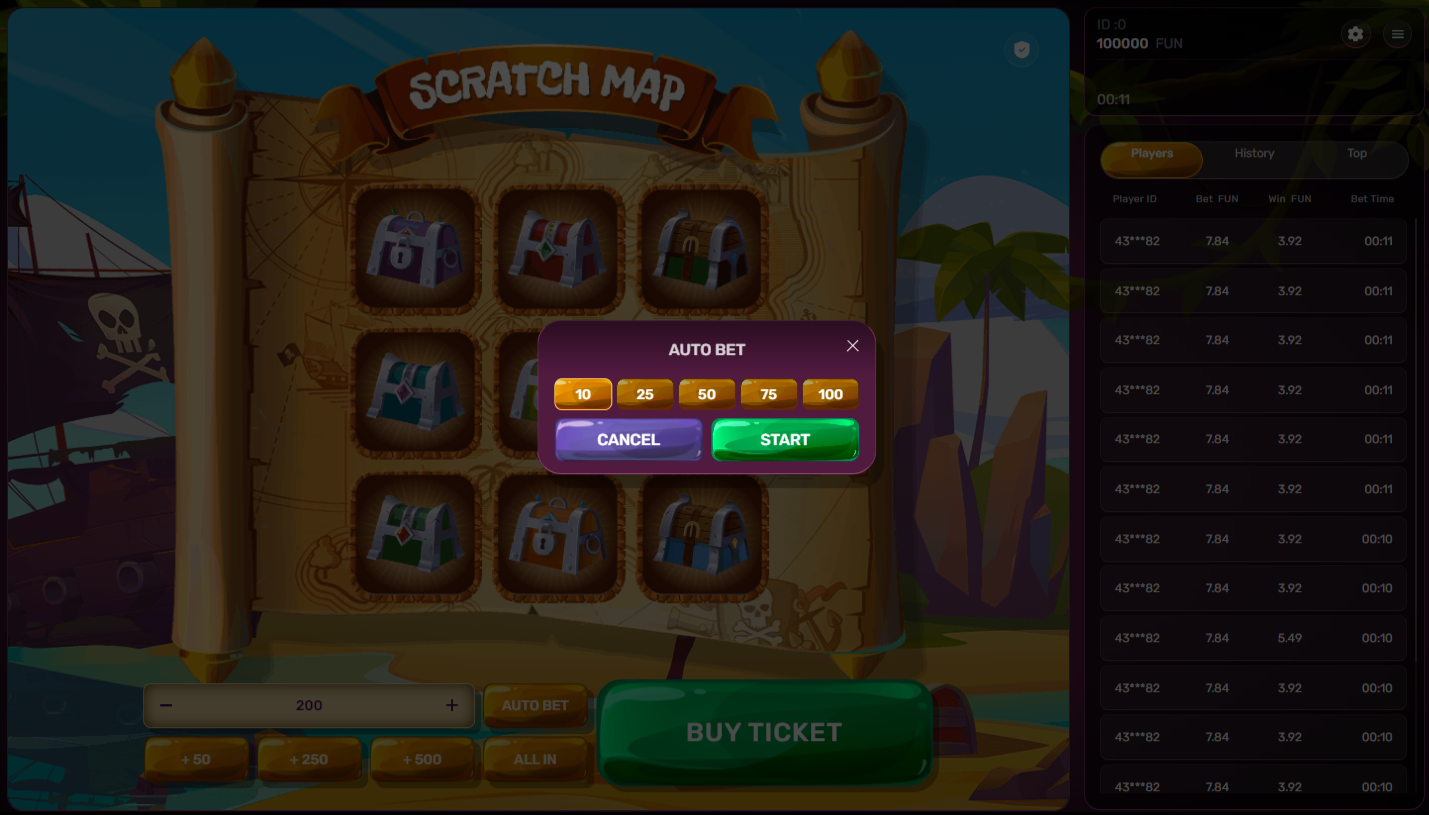 SCRATCH MAP
AUTO BET
10 25 50 75 100
CANCEL START
− 200 +
AUTO BET
+ 50 + 250 + 500 ALL IN
BUY TICKET
ID :0
100000 FUN
00:11
Players History Top
Player ID Bet FUN Win FUN Bet Time
43***82 7.84 3.92 00:11
43***82 7.84 3.92 00:11
43***82 7.84 3.92 00:11
43***82 7.84 3.92 00:11
43***82 7.84 3.92 00:11
43***82 7.84 3.92 00:11
43***82 7.84 3.92 00:10
43***82 7.84 3.92 00:10
43***82 7.84 5.49 00:10
43***82 7.84 3.92 00:10
43***82 7.84 3.92 00:10
43***82 7.84 3.92 00:10